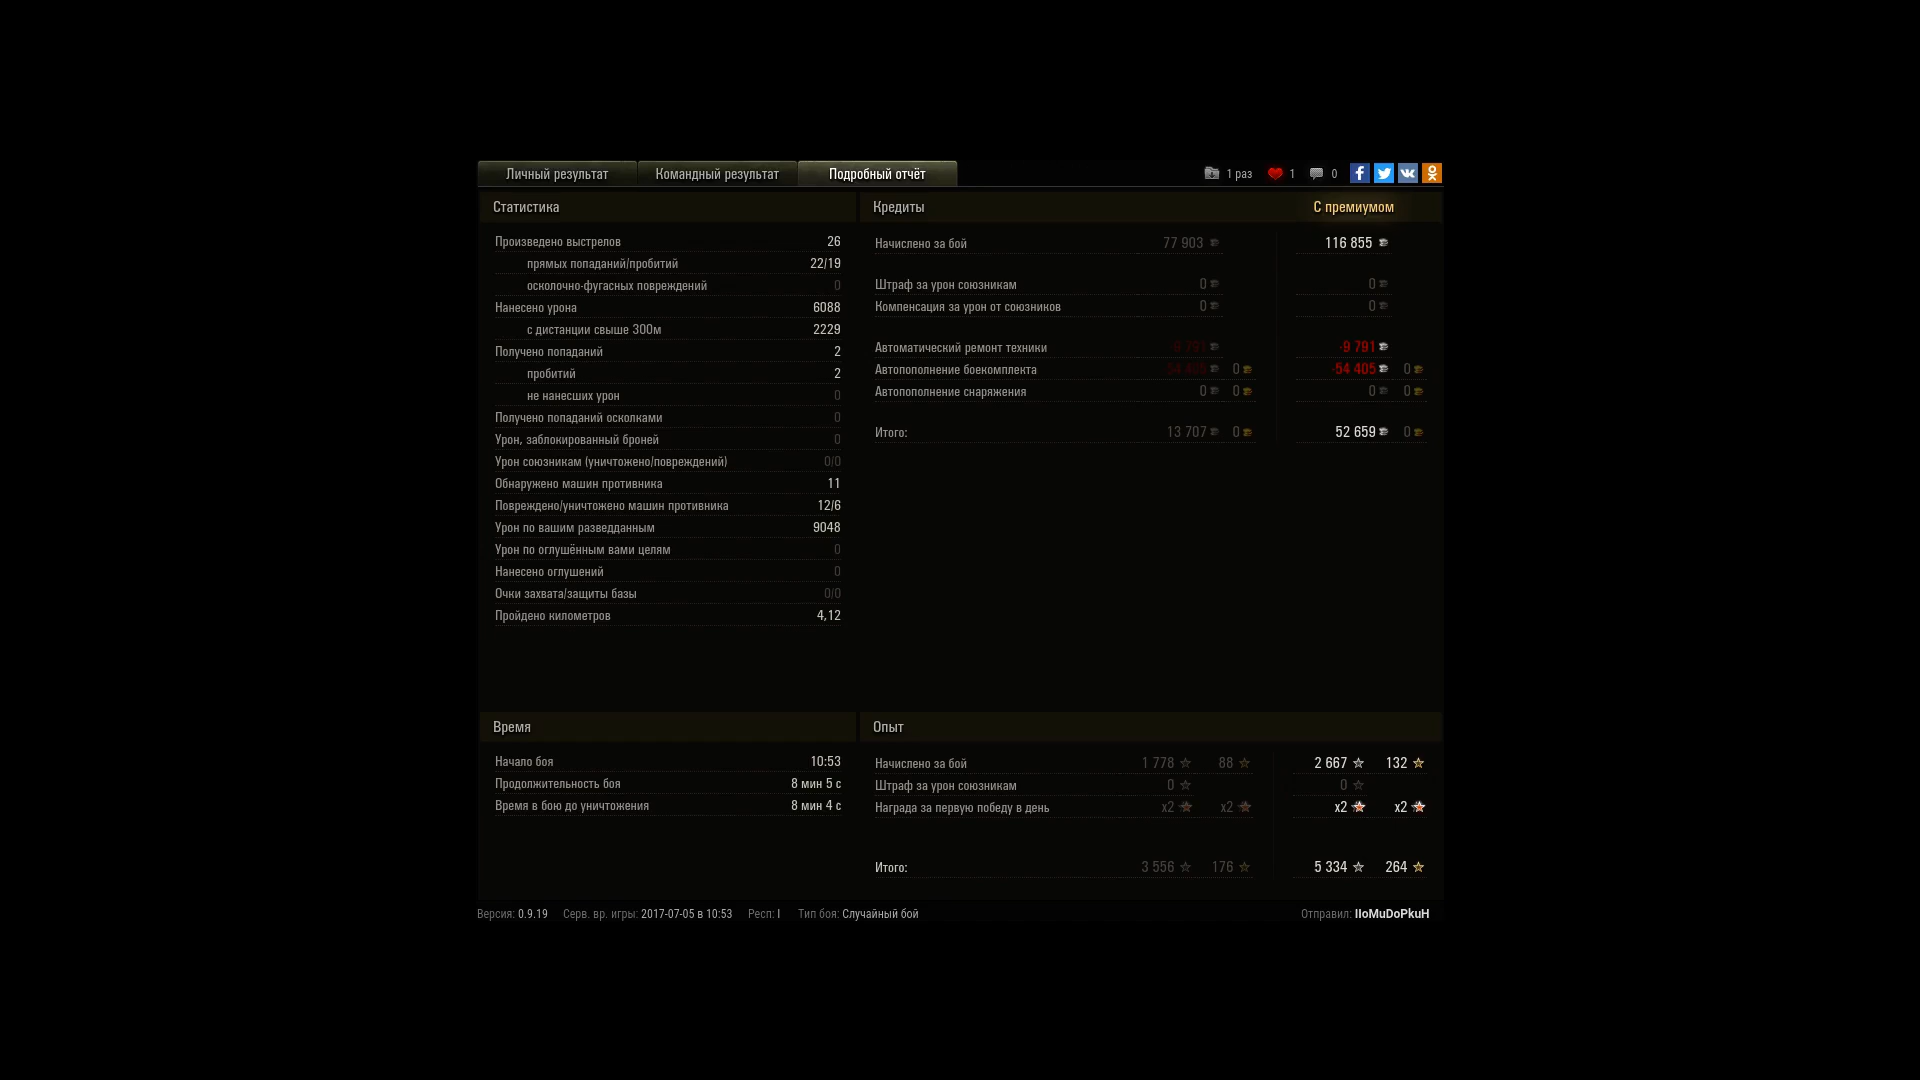 Личный результат Командный результат Подробный отчёт 1 раз 1 0
Статистика
Произведено выстрелов 26
прямых попаданий/пробитий 22/19
осколочно-фугасных повреждений 0
Нанесено урона 6088
с дистанции свыше 300м 2229
Получено попаданий 2
пробитий 2
не нанесших урон 0
Получено попаданий осколками 0
Урон, заблокированный броней 0
Урон союзникам (уничтожено/повреждений) 0/0
Обнаружено машин противника 11
Повреждено/уничтожено машин противника 12/6
Урон по вашим разведданным 9048
Урон по оглушённым вами целям 0
Нанесено оглушений 0
Очки захвата/защиты базы 0/0
Пройдено километров 4,12
Кредиты С премиумом
Начислено за бой 77 903 116 855
Штраф за урон союзникам 0 0
Компенсация за урон от союзников 0 0
Автоматический ремонт техники -9 791 -9 791
Автопополнение боекомплекта -54 405 0 -54 405 0
Автопополнение снаряжения 0 0 0 0
Итого: 13 707 0 52 659 0
Время
Начало боя 10:53
Продолжительность боя 8 мин 5 с
Время в бою до уничтожения 8 мин 4 с
Опыт
Начислено за бой 1 778 88 2 667 132
Штраф за урон союзникам 0 0
Награда за первую победу в день x2 x2 x2 x2
Итого: 3 556 176 5 334 264
Версия: 0.9.19 Серв. вр. игры: 2017-07-05 в 10:53 Респ: I Тип боя: Случайный бой Отправил: IIoMuDoPkuH